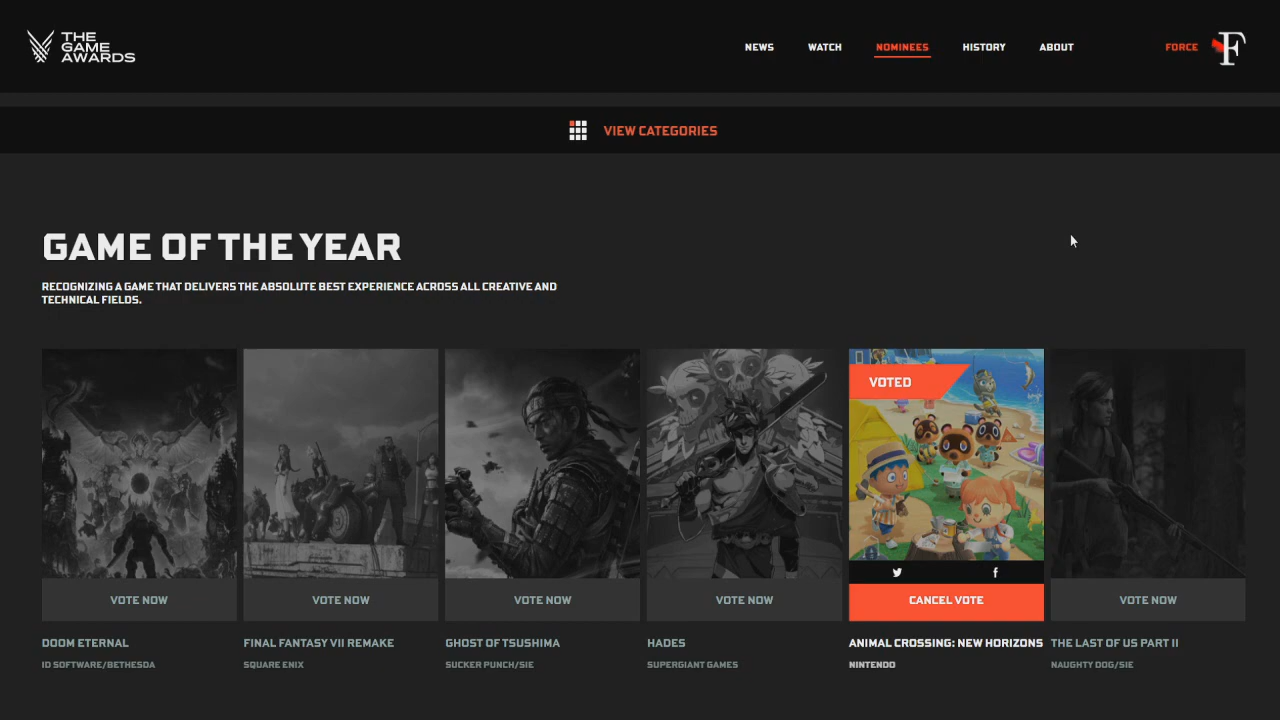 THE
GAME
AWARDS
NEWS
WATCH
NOMINEES
HISTORY
ABOUT
FORCE
F
VIEW CATEGORIES
GAME OF THE YEAR
RECOGNIZING A GAME THAT DELIVERS THE ABSOLUTE BEST EXPERIENCE ACROSS ALL CREATIVE AND
TECHNICAL FIELDS.
VOTED
VOTE NOW
VOTE NOW
VOTE NOW
VOTE NOW
CANCEL VOTE
VOTE NOW
DOOM ETERNAL
FINAL FANTASY VII REMAKE
GHOST OF TSUSHIMA
HADES
ANIMAL CROSSING: NEW HORIZONS
THE LAST OF US PART II
ID SOFTWARE/BETHESDA
SQUARE ENIX
SUCKER PUNCH/SIE
SUPERGIANT GAMES
NINTENDO
NAUGHTY DOG/SIE